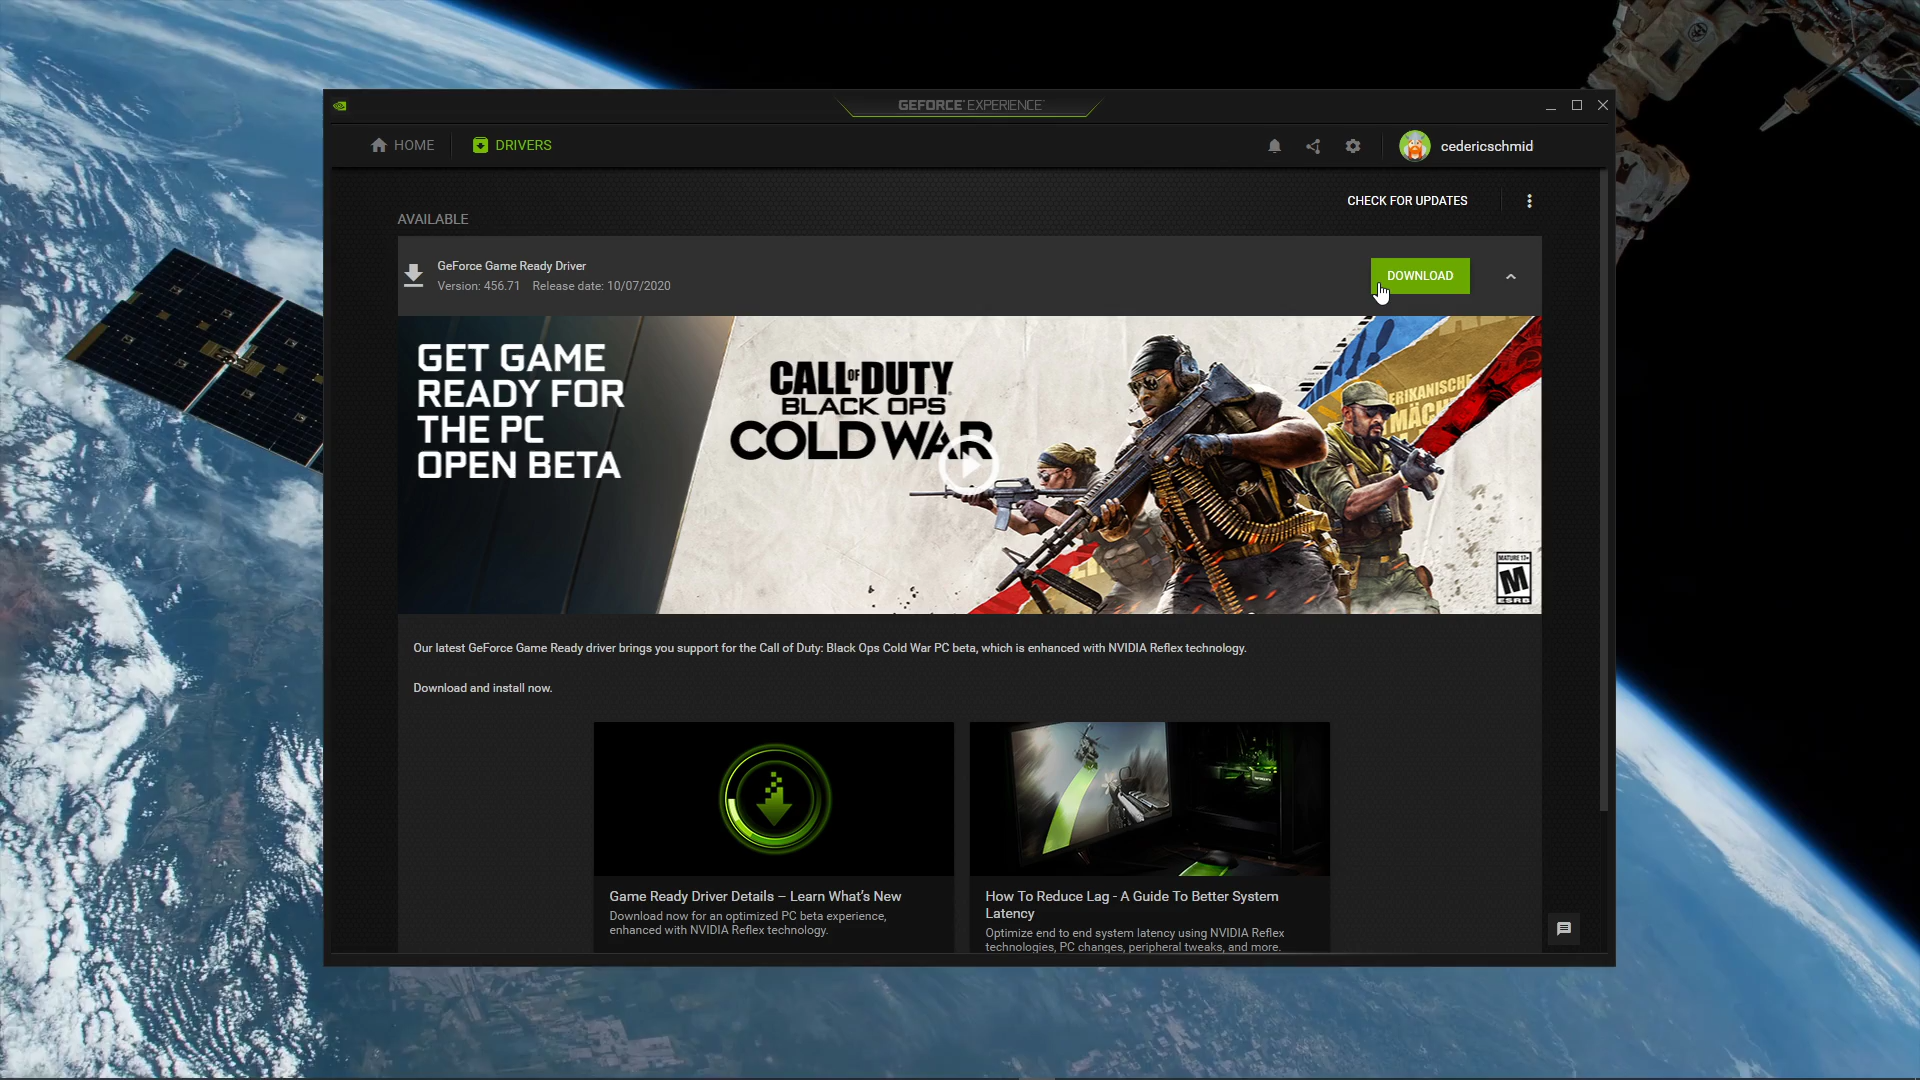 GEFORCE EXPERIENCE
HOME
DRIVERS
cedericschmid
CHECK FOR UPDATES
AVAILABLE
GeForce Game Ready Driver
Version: 456.71 Release date: 10/07/2020
DOWNLOAD
GET GAME
READY FOR
THE PC
OPEN BETA
CALL OF DUTY
BLACK OPS
COLD WAR
ERIKANISCHE
MÄCH
MATURE 17+
M
ESRB
Our latest GeForce Game Ready driver brings you support for the Call of Duty: Black Ops Cold War PC beta, which is enhanced with NVIDIA Reflex technology.
Download and install now.
Game Ready Driver Details – Learn What's New
Download now for an optimized PC beta experience,
enhanced with NVIDIA Reflex technology.
How To Reduce Lag - A Guide To Better System
Latency
Optimize end to end system latency using NVIDIA Reflex
technologies, PC changes, peripheral tweaks, and more.